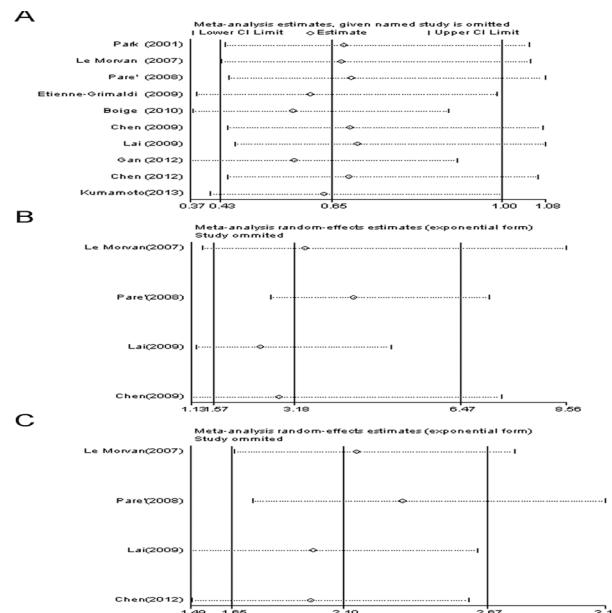 A
Meta-analysis estimates, given named study is omitted
Lower CI Limit Estimate Upper CI Limit
Park (2001)
Le Morvan (2007)
Pare' (2008)
Etienne-Grimaldi (2009)
Boige (2010)
Chen (2009)
Lai (2009)
Gan (2012)
Chen (2012)
Kumamoto(2013)
0.37 0.43 0.65 1.00 1.08
B
Meta-analysis random-effects estimates (exponential form)
Study ommited
Le Morvan(2007)
Pare'(2008)
Lai(2009)
Chen(2009)
1.13 1.57 3.18 6.47 8.56
C
Meta-analysis random-effects estimates (exponential form)
Study ommited
Le Morvan(2007)
Pare'(2008)
Lai(2009)
Chen(2012)